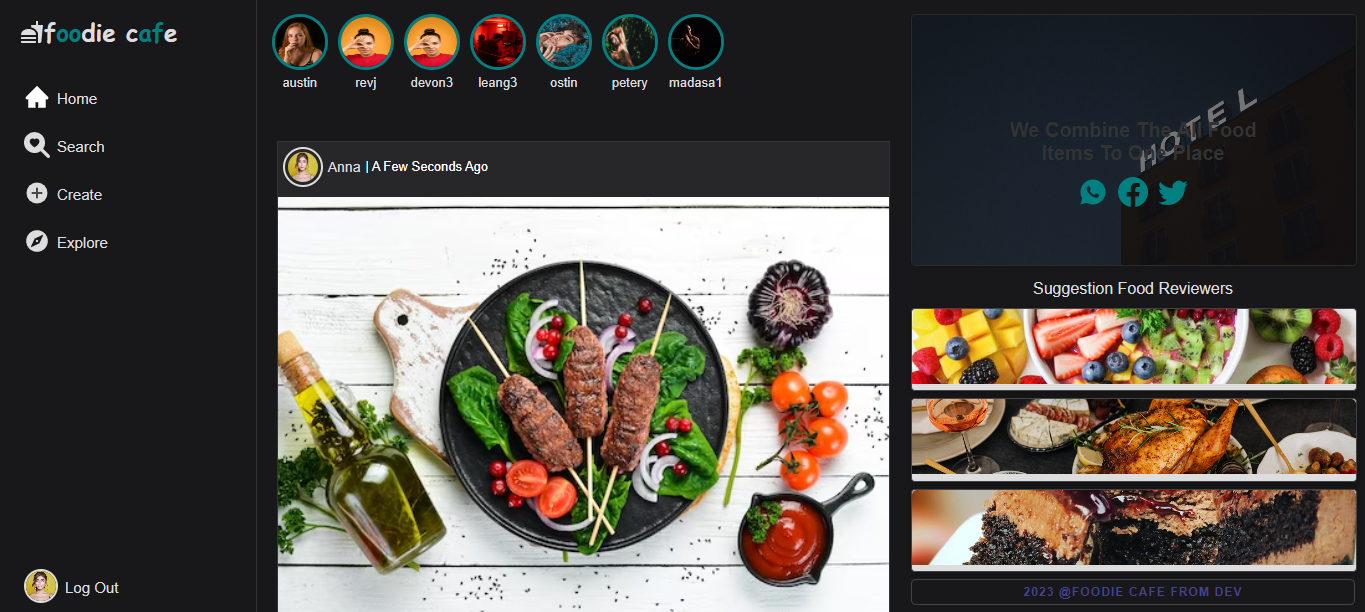 foodie cafe
Home
Search
Create
Explore
Log Out
austin
revj
devon3
leang3
ostin
petery
madasa1
Anna | A Few Seconds Ago
HOTEL
We Combine The All Food
Items To One Place
Suggestion Food Reviewers
2023 @FOODIE CAFE FROM DEV